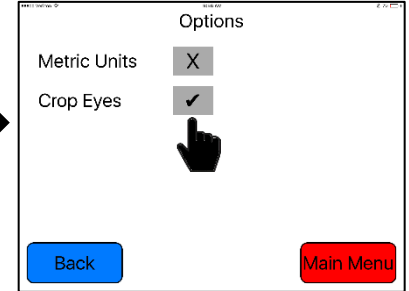 Options
Metric Units X
Crop Eyes ✔
Back
Main Menu